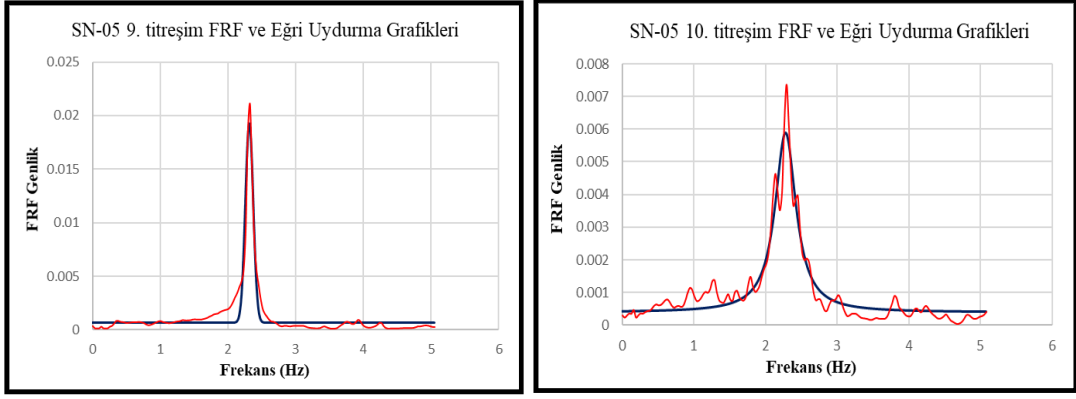 SN-05 9. titreşim FRF ve Eğri Uydurma Grafikleri
0.025
0.02
0.015
0.01
0.005
0
FRF Genlik
0 1 2 3 4 5 6
Frekans (Hz)
SN-05 10. titreşim FRF ve Eğri Uydurma Grafikleri
0.008
0.007
0.006
0.005
0.004
0.003
0.002
0.001
0
FRF Genlik
0 1 2 3 4 5 6
Frekans (Hz)